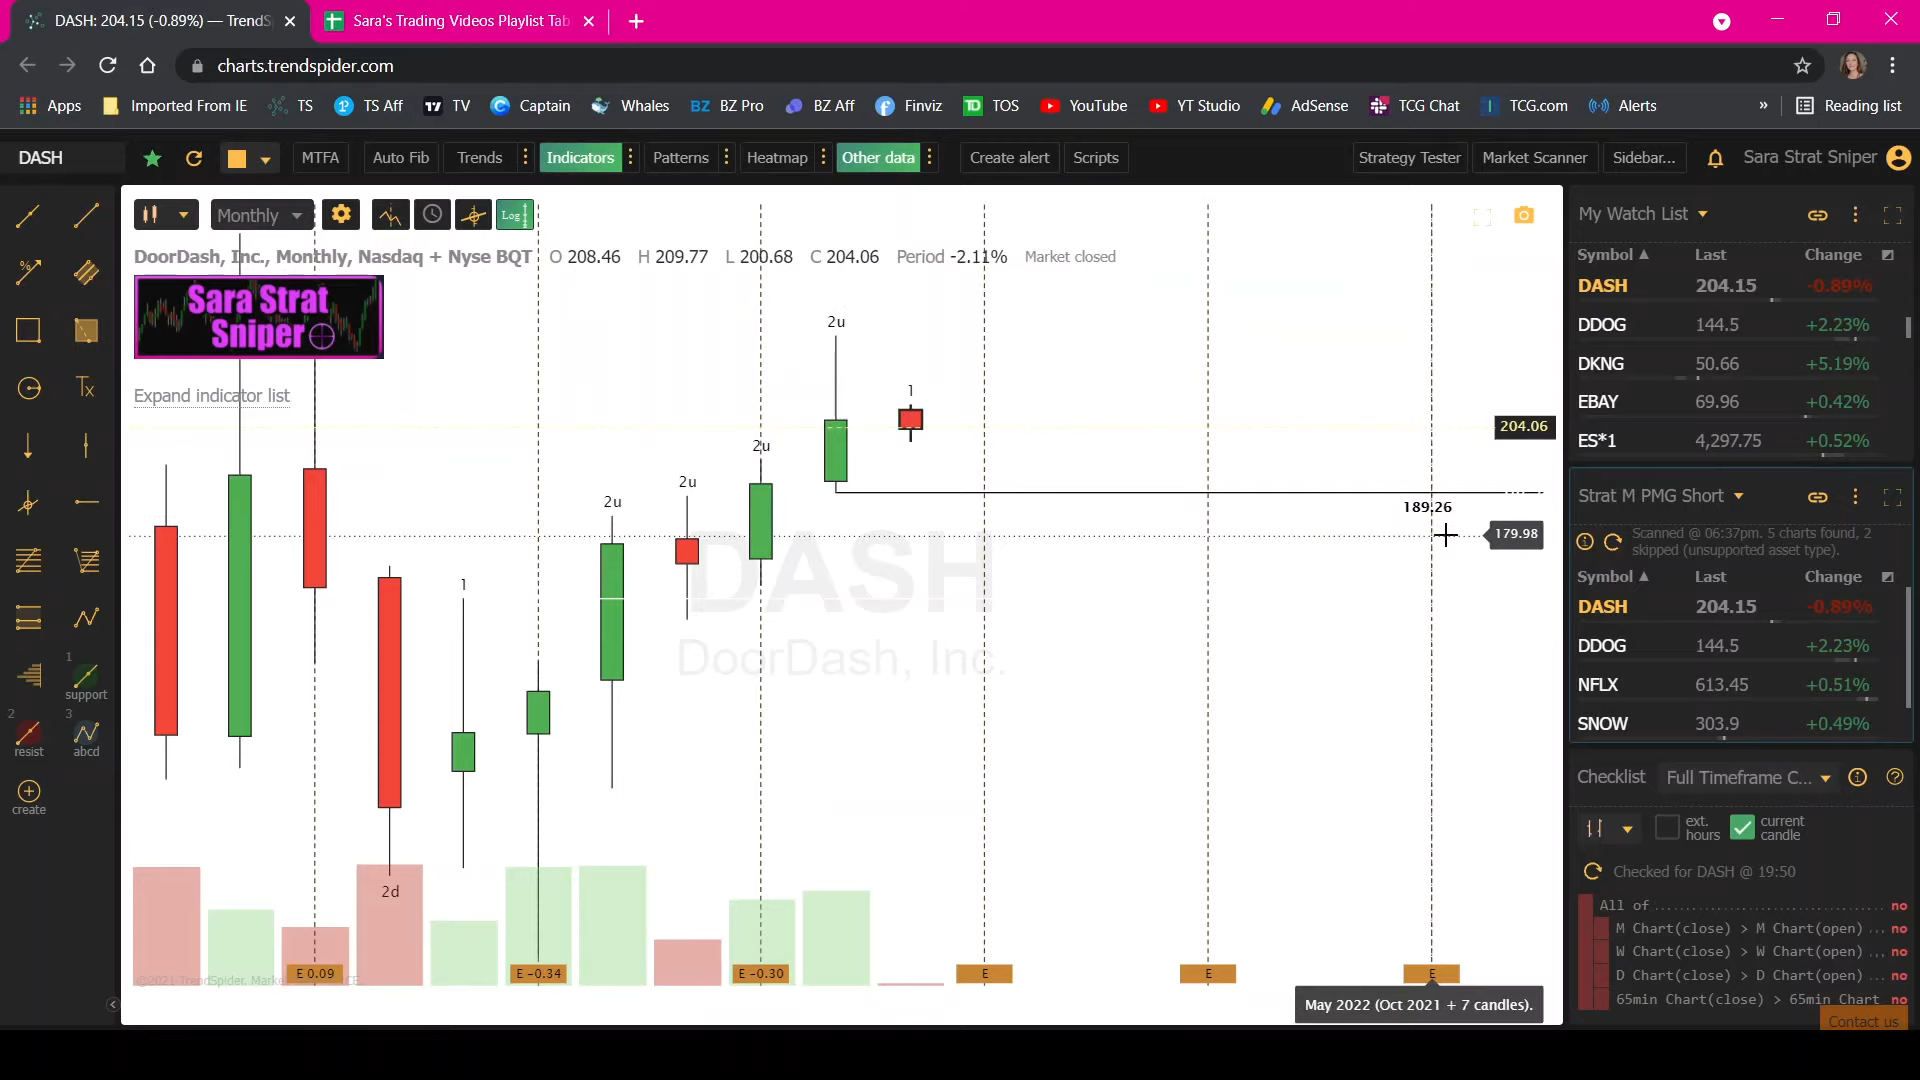 DASH: 204.15 (-0.89%) — TrendS
Sara's Trading Videos Playlist Tab
charts.trendspider.com
Apps
Imported From IE
TS
TS Aff
TV
Captain
Whales
BZ Pro
BZ Aff
Finviz
TOS
YouTube
YT Studio
AdSense
TCG Chat
TCG.com
Alerts
»
Reading list
DASH
MTFA
Auto Fib
Trends
Indicators
Patterns
Heatmap
Other data
Create alert
Scripts
Strategy Tester
Market Scanner
Sidebar...
Sara Strat Sniper
Monthly
Log
DoorDash, Inc., Monthly, Nasdaq + Nyse BQT
O 208.46
H 209.77
L 200.68
C 204.06
Period -2.11%
Market closed
Sara Strat
Sniper
Expand indicator list
2u
1
2u
2u
2u
1
2d
204.06
189.26
179.98
DASH
DoorDash, Inc.
1
support
2
resist
3
abcd
create
E 0.09
E -0.34
E -0.30
E
E
E
May 2022 (Oct 2021 + 7 candles).
My Watch List
Symbol Last Change
DASH 204.15 -0.89%
DDOG 144.5 +2.23%
DKNG 50.66 +5.19%
EBAY 69.96 +0.42%
ES*1 4,297.75 +0.52%
Strat M PMG Short
Scanned @ 06:37pm. 5 charts found, 2
skipped (unsupported asset type).
Symbol Last Change
DASH 204.15 -0.89%
DDOG 144.5 +2.23%
NFLX 613.45 +0.51%
SNOW 303.9 +0.49%
Checklist
Full Timeframe C...
ext.
hours
current
candle
Checked for DASH @ 19:50
All of no
M Chart(close) > M Chart(open) ... no
W Chart(close) > W Chart(open) ... no
D Chart(close) > D Chart(open) ... no
65min Chart(close) > 65min Chart no
Contact us